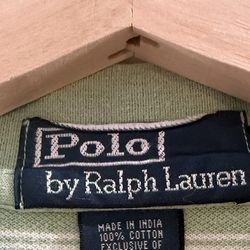 Polo
by Ralph Lauren
MADE IN INDIA
100% COTTON
EXCLUSIVE OF